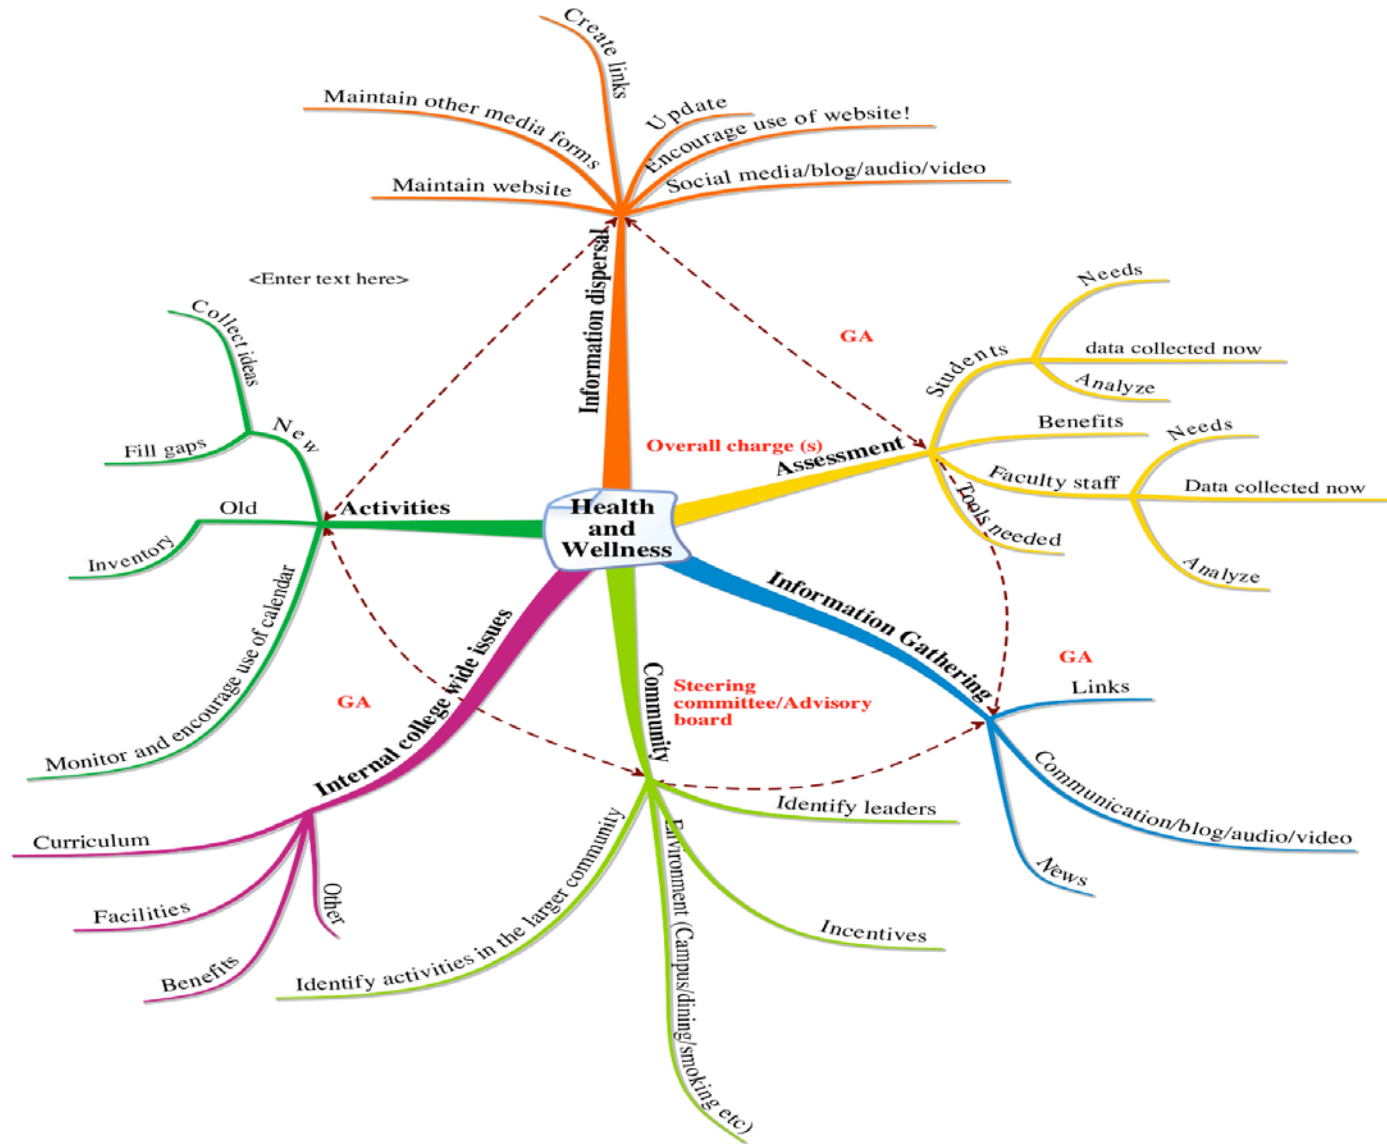 Create links
Maintain other media forms
Update
Encourage use of website!
Maintain website
Social media/blog/audio/video
Information dispersal
<Enter text here>
Collect ideas
Fill gaps
New
Old
Inventory
Activities
Monitor and encourage use of calendar
GA
Overall charge (s)
Assessment
Students
Needs
data collected now
Analyze
Benefits
Faculty staff
Needs
Data collected now
Analyze
Tools needed
Health
and
Wellness
Information Gathering
GA
Links
Communication/blog/audio/video
News
Community
Steering
committee/Advisory
board
Identify leaders
Incentives
Environment (Campus/dining/smoking etc)
Identify activities in the larger community
GA
Internal college wide issues
Curriculum
Facilities
Benefits
Other